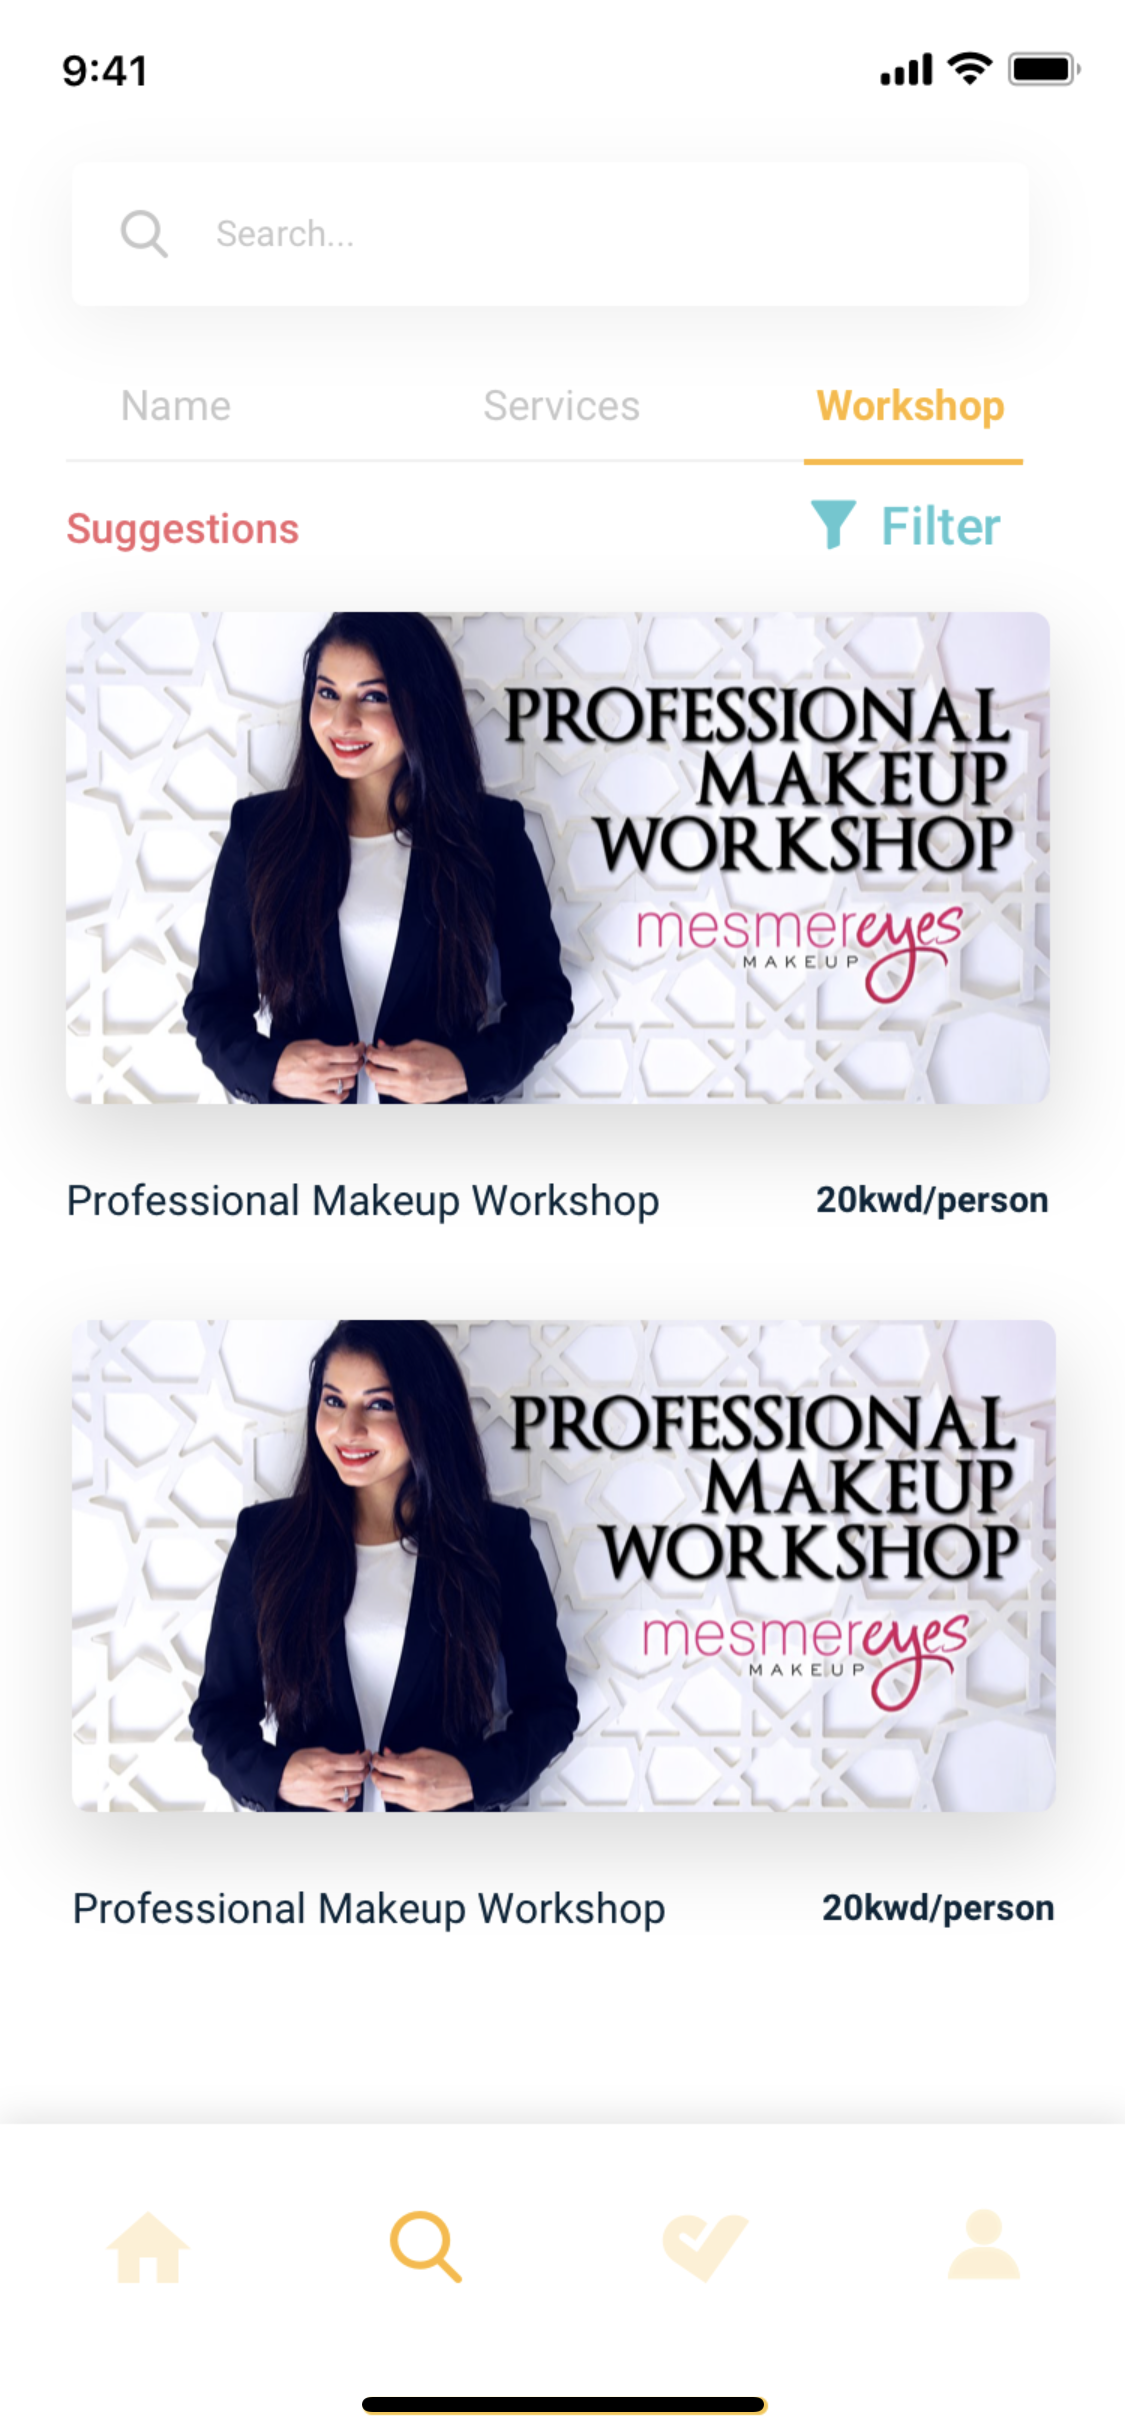 9:41
Search...
Name Services Workshop
Suggestions Filter
PROFESSIONAL
MAKEUP
WORKSHOP
mesmereyes
MAKEUP
Professional Makeup Workshop 20kwd/person
PROFESSIONAL
MAKEUP
WORKSHOP
mesmereyes
MAKEUP
Professional Makeup Workshop 20kwd/person